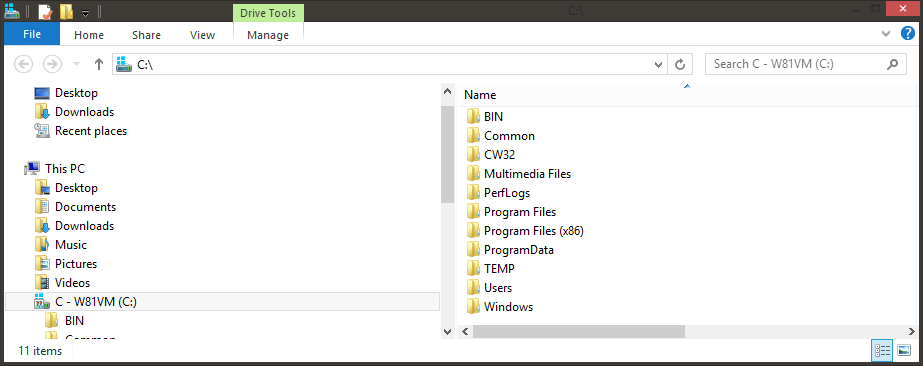 Drive Tools
C:\
File Home Share View Manage
C:\
Search C - W81VM (C:)
Desktop
Downloads
Recent places
This PC
Desktop
Documents
Downloads
Music
Pictures
Videos
C - W81VM (C:)
BIN
Common
Name
BIN
Common
CW32
Multimedia Files
PerfLogs
Program Files
Program Files (x86)
ProgramData
TEMP
Users
Windows
11 items